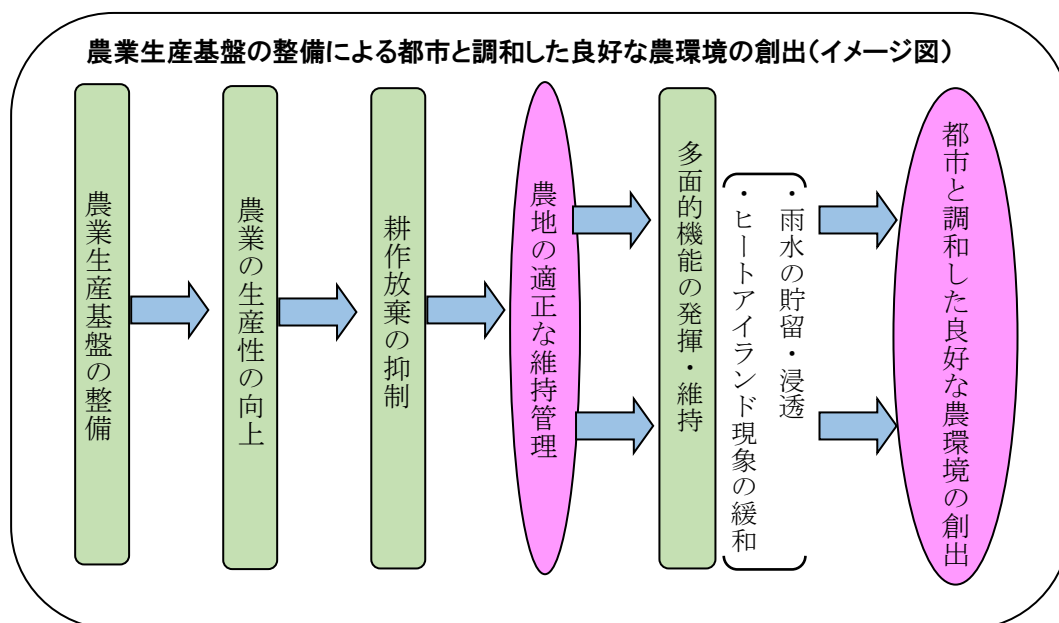 農業生産基盤の整備による都市と調和した良好な農環境の創出(イメージ図)
農業生産基盤の整備
農業の生産性の向上
耕作放棄の抑制
農地の適正な維持管理
多面的機能の発揮・維持
・雨水の貯留・浸透
・ヒートアイランド現象の緩和
都市と調和した良好な農環境の創出